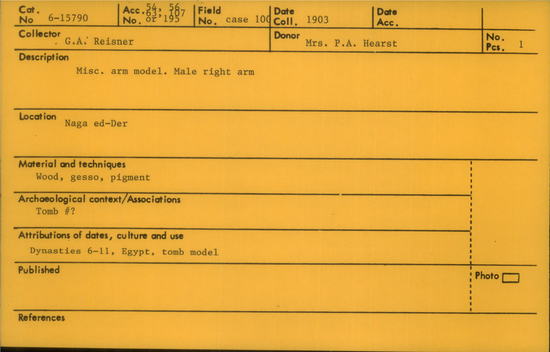 Cat. No 6-15790 Acc. No. 54, 56, 107 or 195 Field No. case 100 Date Coll. 1903 Date Acc.
Collector G.A. Reisner Donor Mrs. P.A. Hearst No. Pcs. 1
Description
Misc. arm model. Male right arm
Location
Naga ed-Der
Material and techniques
Wood, gesso, pigment
Archaeological context/Associations
Tomb #?
Attributions of dates, culture and use
Dynasties 6-11, Egypt, tomb model
Published
Photo
References